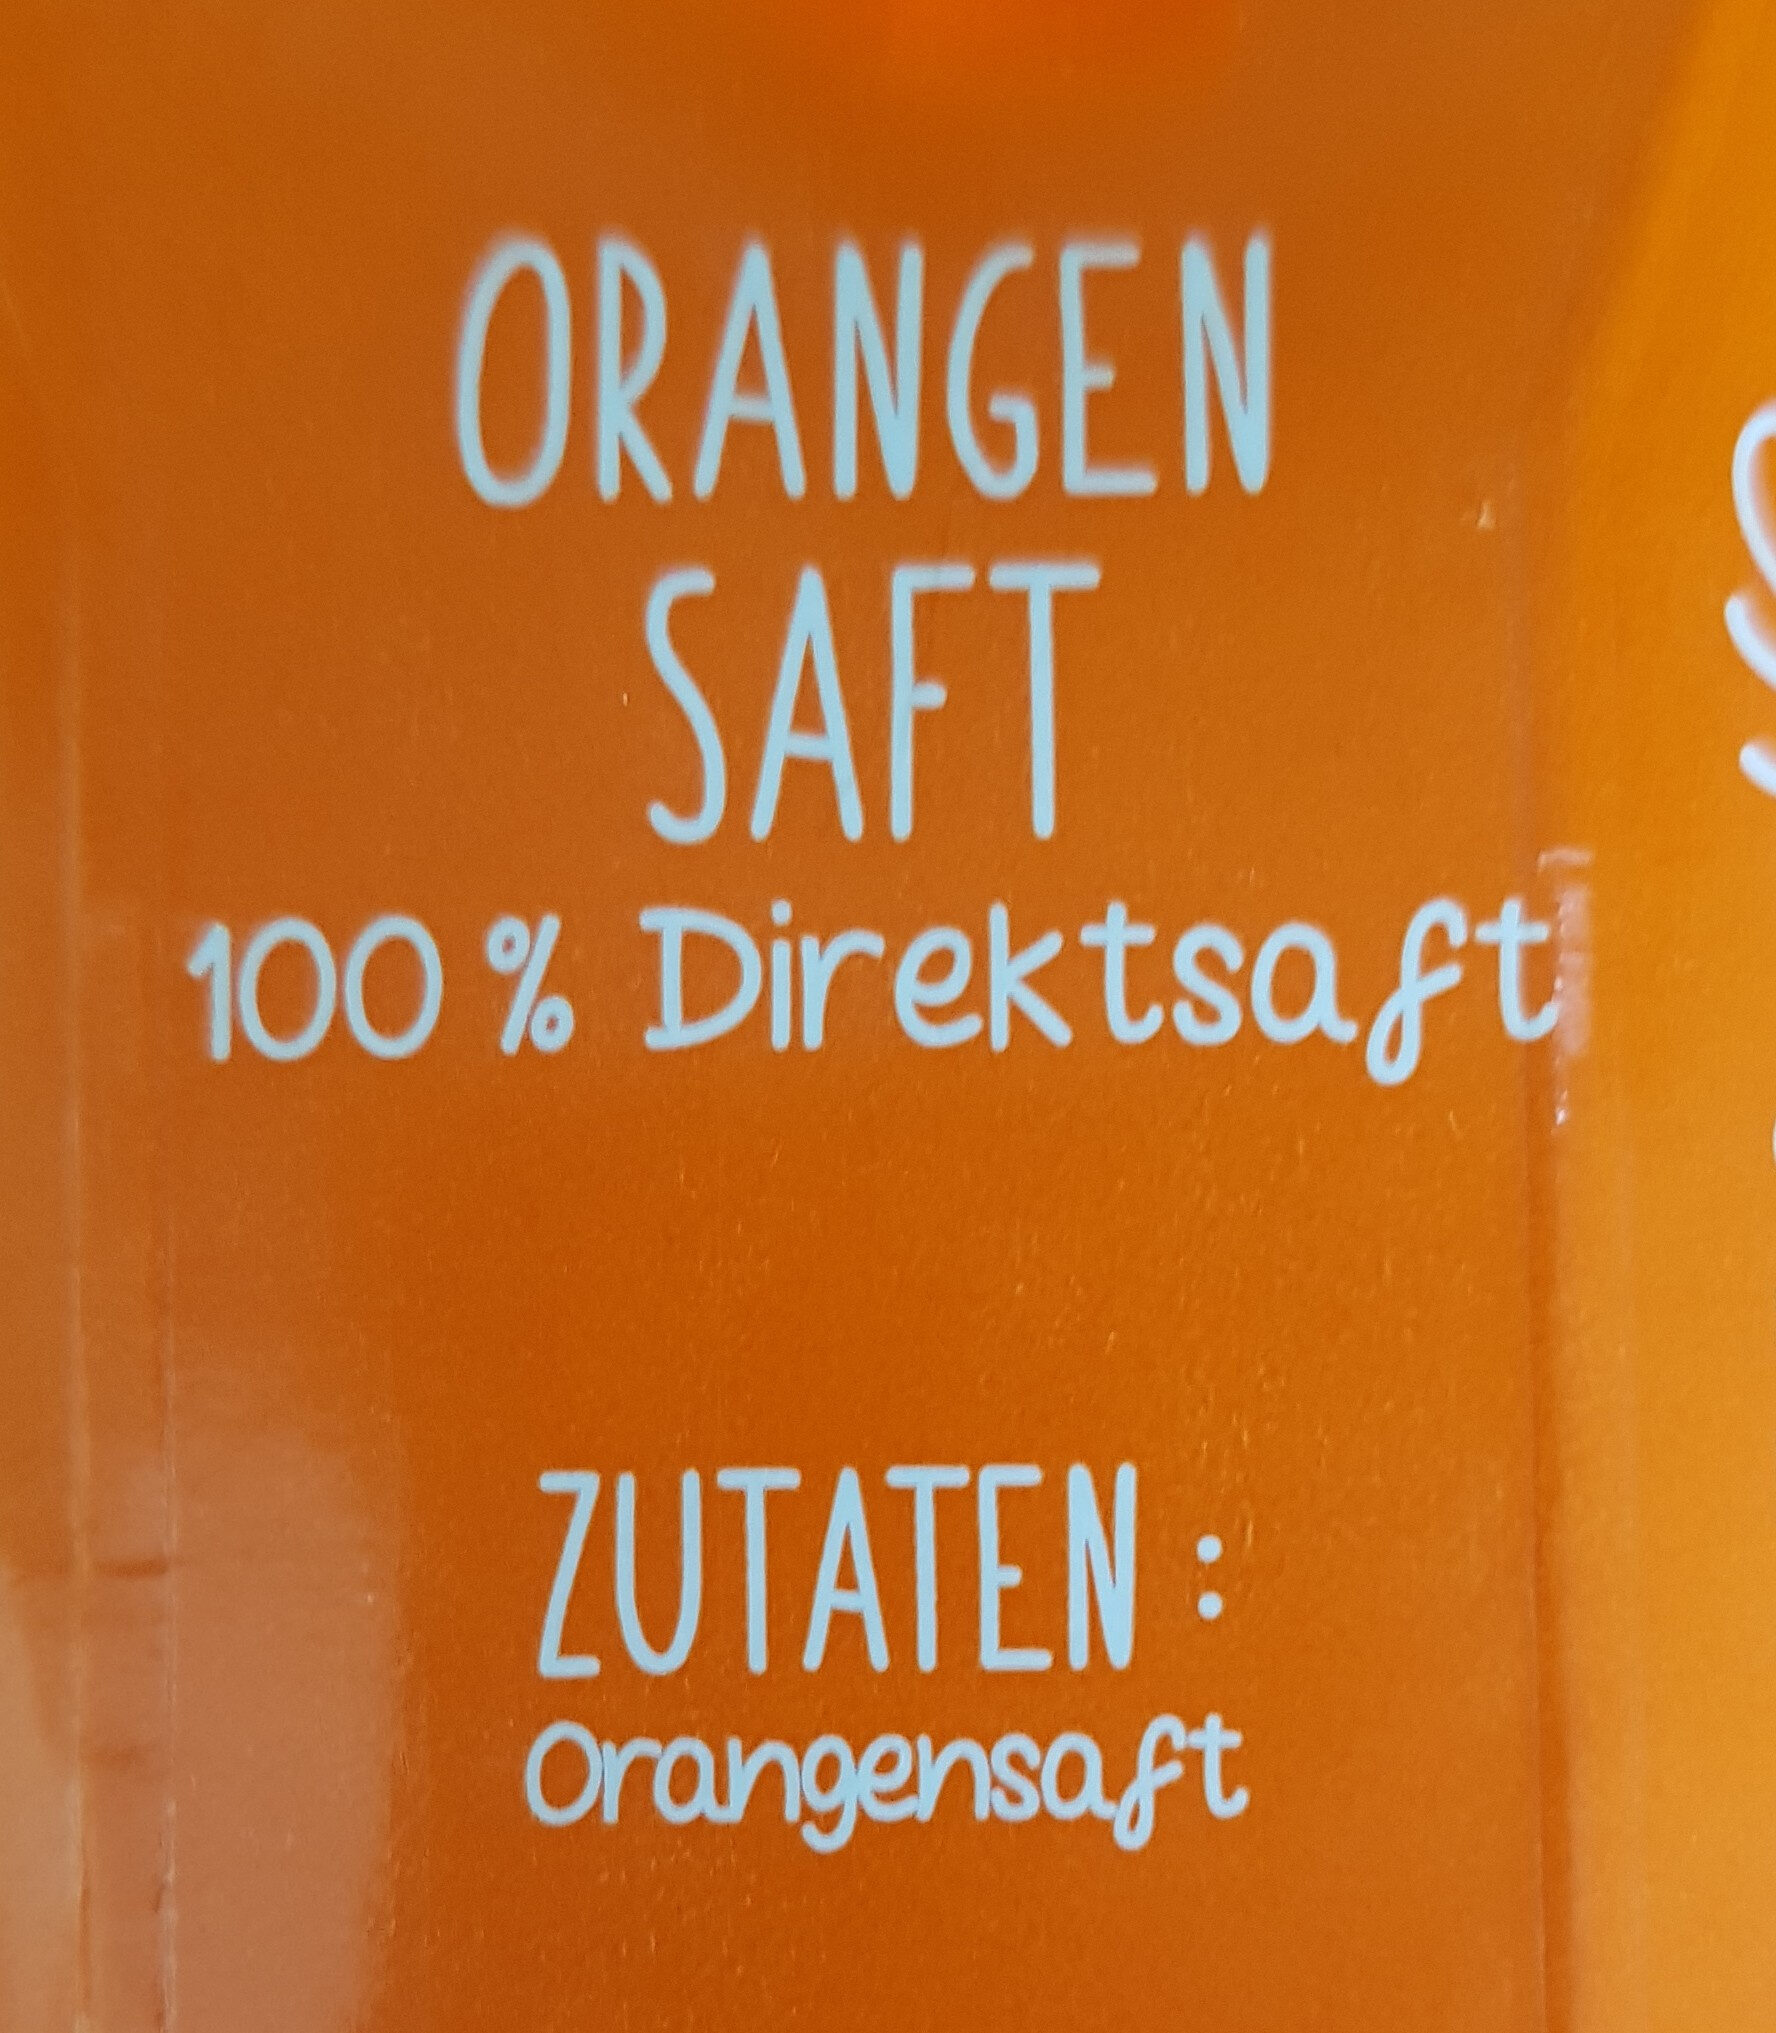 ORANGEN
SAFT
100 % Direktsaft
ZUTATEN :
Orangensaft